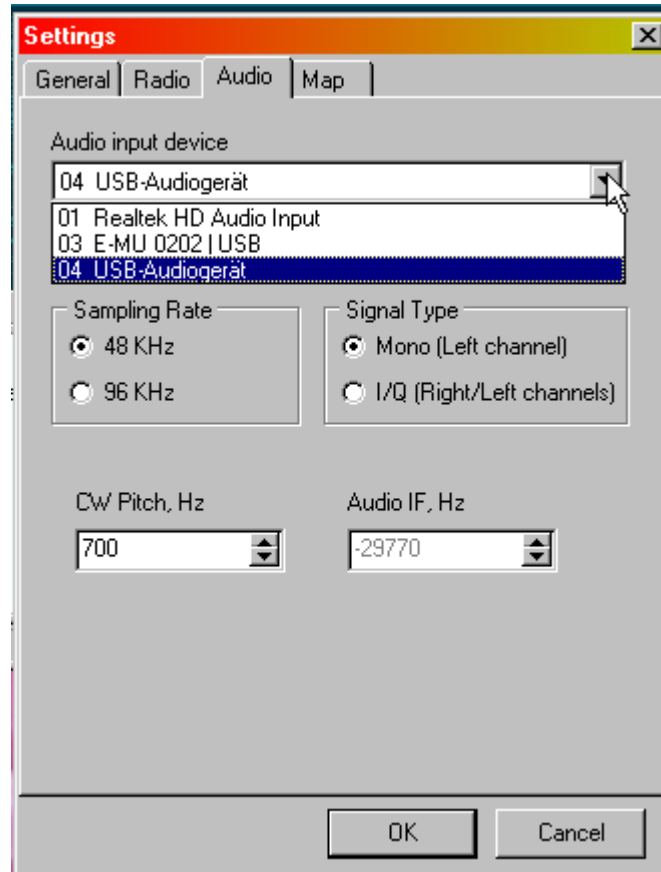 Settings
General Radio Audio Map
Audio input device
04 USB-Audiogerät
01 Realtek HD Audio Input
03 E-MU 0202 | USB
04 USB-Audiogerät
Sampling Rate
48 KHz
96 KHz
Signal Type
Mono (Left channel)
I/Q (Right/Left channels)
CW Pitch, Hz
700
Audio IF, Hz
-29770
OK
Cancel